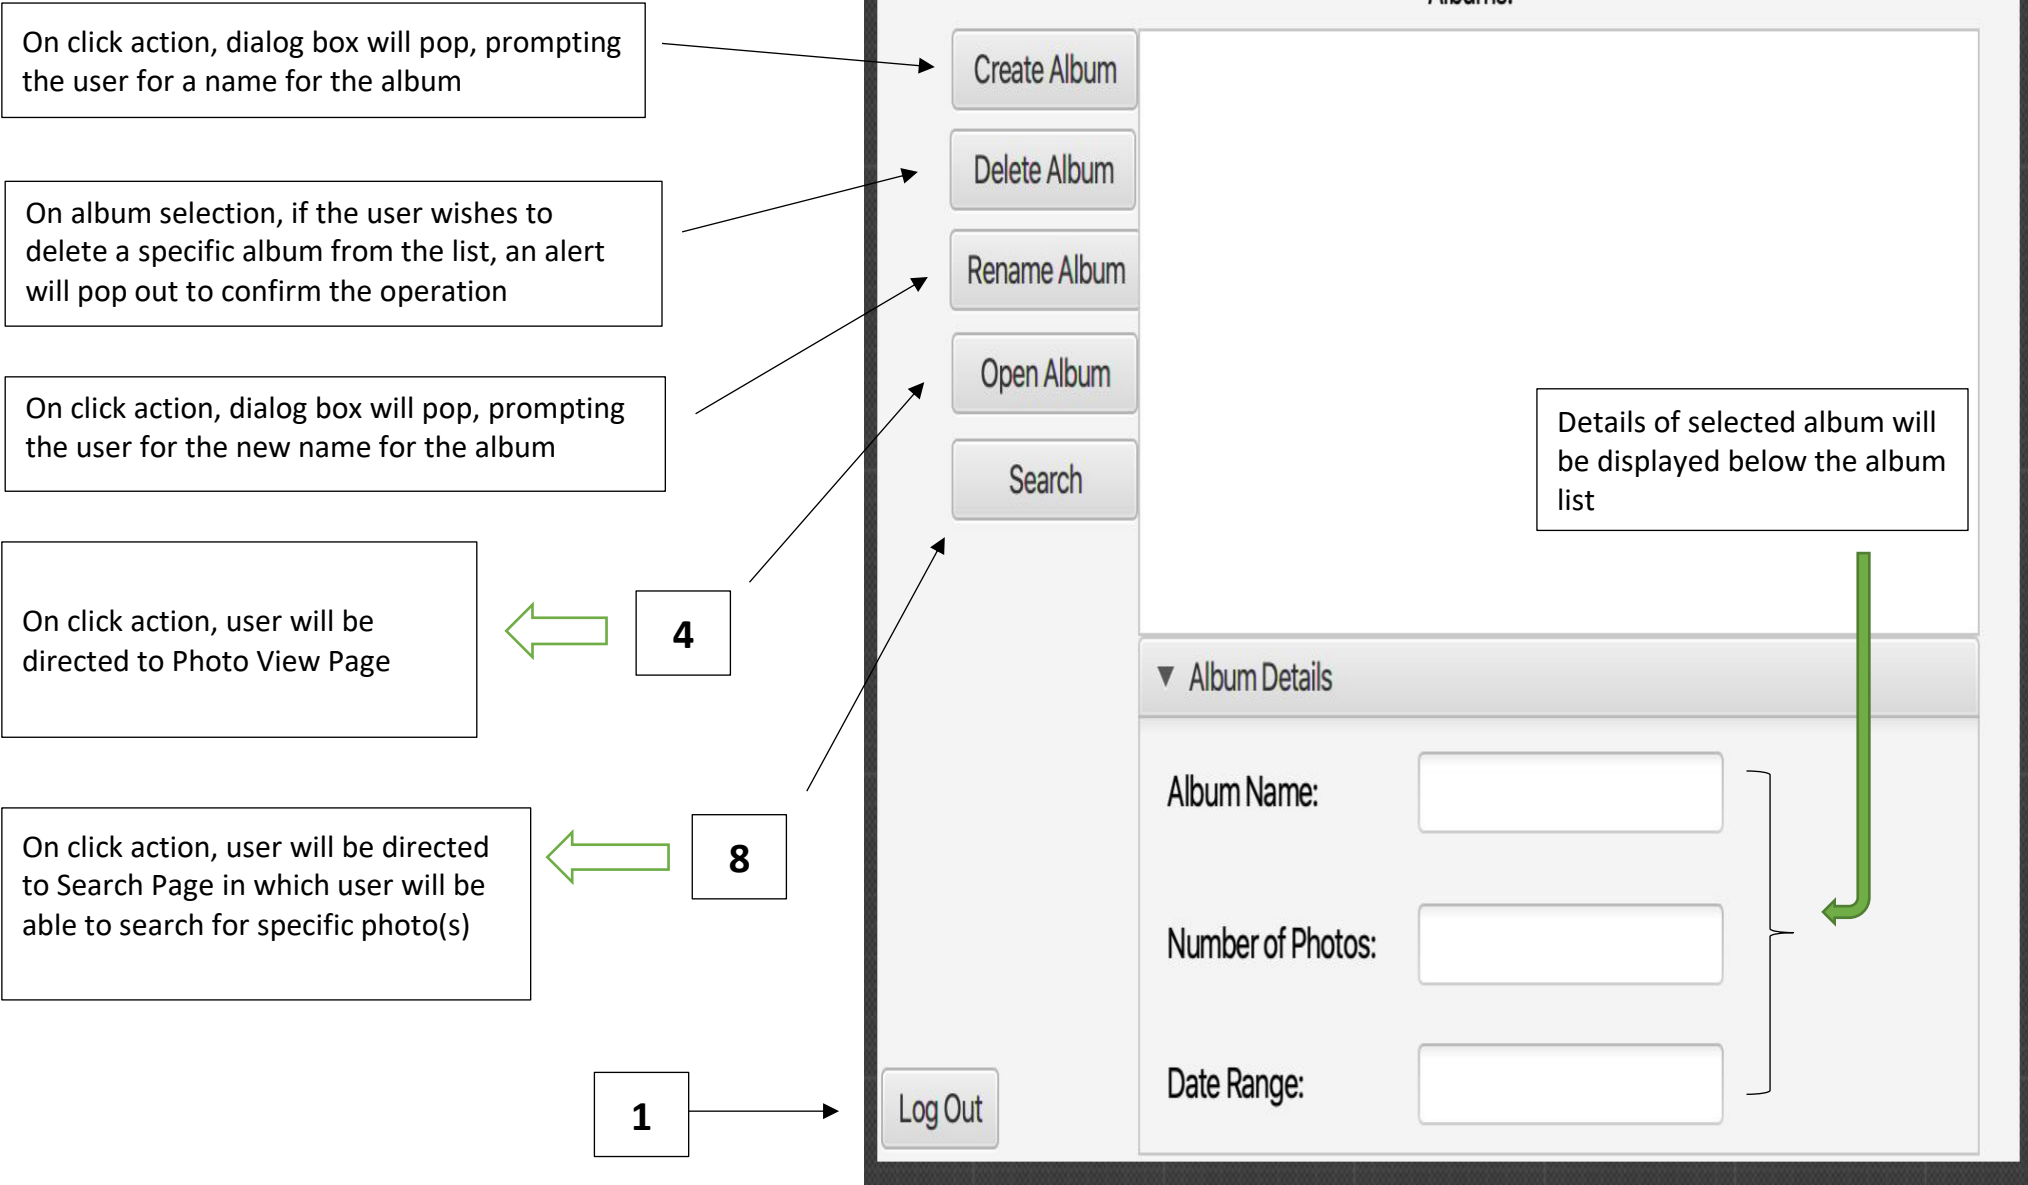 Albums:
On click action, dialog box will pop, prompting
the user for a name for the album
Create Album
Delete Album
On album selection, if the user wishes to
delete a specific album from the list, an alert
will pop out to confirm the operation
Rename Album
Open Album
On click action, dialog box will pop, prompting
the user for the new name for the album
Search
Details of selected album will
be displayed below the album
list
On click action, user will be
directed to Photo View Page
4
Album Details
Album Name:
On click action, user will be directed
to Search Page in which user will be
able to search for specific photo(s)
8
Number of Photos:
Date Range:
1
Log Out